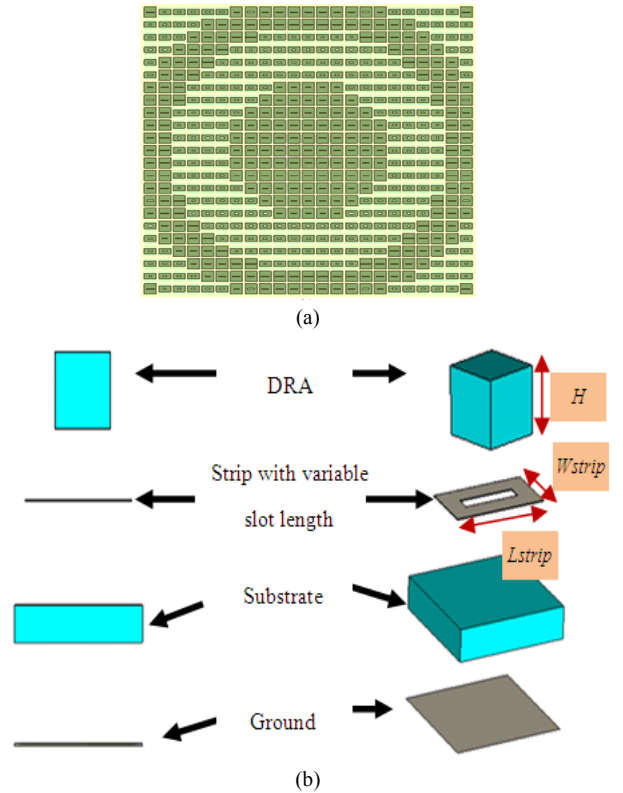 (a)
DRA
H
Strip with variable
slot length
Wstrip
Lstrip
Substrate
Ground
(b)